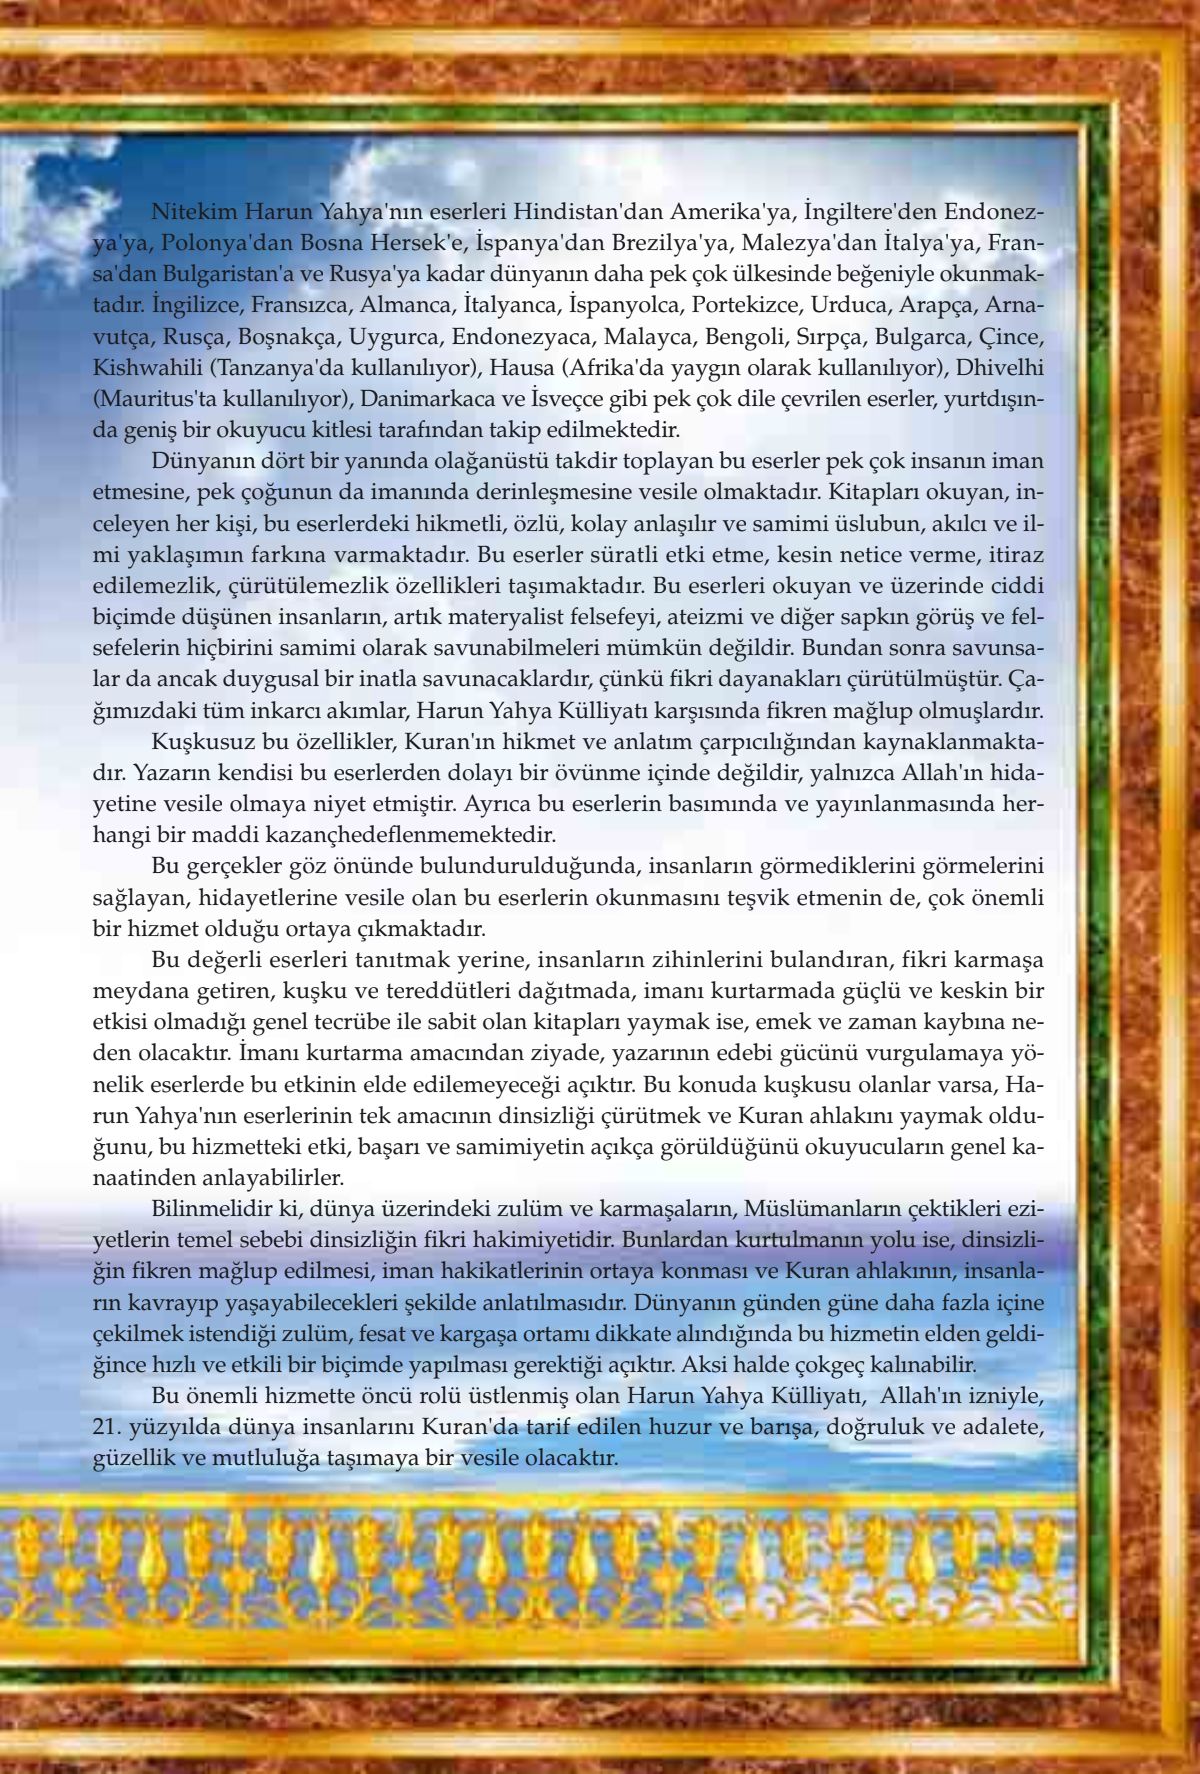 Nitekim Harun Yahya'nın eserleri Hindistan'dan Amerika'ya, İngiltere'den Endonez-
ya'ya, Polonya'dan Bosna Hersek'e, İspanya'dan Brezilya'ya, Malezya'dan İtalya'ya, Fran-
sa'dan Bulgaristan'a ve Rusya'ya kadar dünyanın daha pek çok ülkesinde beğeniyle okunmak-
tadır. İngilizce, Fransızca, Almanca, İtalyanca, İspanyolca, Portekizce, Urduca, Arapça, Arna-
vutça, Rusça, Boşnakça, Uygurca, Endonezyaca, Malayca, Bengoli, Sırpça, Bulgarca, Çince,
Kishwahili (Tanzanya'da kullanılıyor), Hausa (Afrika'da yaygın olarak kullanılıyor), Dhivelhi
(Mauritus'ta kullanılıyor), Danimarkaca ve İsveçce gibi pek çok dile çevrilen eserler, yurtdışın-
da geniş bir okuyucu kitlesi tarafından takip edilmektedir.
Dünyanın dört bir yanında olağanüstü takdir toplayan bu eserler pek çok insanın iman
etmesine, pek çoğunun da imanında derinleşmesine vesile olmaktadır. Kitapları okuyan, in-
celeyen her kişi, bu eserlerdeki hikmetli, özlü, kolay anlaşılır ve samimi üslubun, akılcı ve il-
mi yaklaşımın farkına varmaktadır. Bu eserler süratli etki etme, kesin netice verme, itiraz
edilemezlik, çürütülemezlik özellikleri taşımaktadır. Bu eserleri okuyan ve üzerinde ciddi
biçimde düşünen insanların, artık materyalist felsefeyi, ateizmi ve diğer sapkın görüş ve fel-
sefelerin hiçbirini samimi olarak savunabilmeleri mümkün değildir. Bundan sonra savunsa-
lar da ancak duygusal bir inatla savunacaklardır, çünkü fikri dayanakları çürütülmüştür. Ça-
ğımızdaki tüm inkarcı akımlar, Harun Yahya Külliyatı karşısında fikren mağlup olmuşlardır.
Kuşkusuz bu özellikler, Kuran'ın hikmet ve anlatım çarpıcılığından kaynaklanmakta-
dır. Yazarın kendisi bu eserlerden dolayı bir övünme içinde değildir, yalnızca Allah'ın hida-
yetine vesile olmaya niyet etmiştir. Ayrıca bu eserlerin basımında ve yayınlanmasında her-
hangi bir maddi kazançhedeflenmemektedir.
Bu gerçekler göz önünde bulundurulduğunda, insanların görmediklerini görmelerini
sağlayan, hidayetlerine vesile olan bu eserlerin okunmasını teşvik etmenin de, çok önemli
bir hizmet olduğu ortaya çıkmaktadır.
Bu değerli eserleri tanıtmak yerine, insanların zihinlerini bulandıran, fikri karmaşa
meydana getiren, kuşku ve tereddütleri dağıtmada, imanı kurtarmada güçlü ve keskin bir
etkisi olmadığı genel tecrübe ile sabit olan kitapları yaymak ise, emek ve zaman kaybına ne-
den olacaktır. İmanı kurtarma amacından ziyade, yazarının edebi gücünü vurgulamaya yö-
nelik eserlerde bu etkinin elde edilemeyeceği açıktır. Bu konuda kuşkusu olanlar varsa, Ha-
run Yahya'nın eserlerinin tek amacının dinsizliği çürütmek ve Kuran ahlakını yaymak oldu-
ğunu, bu hizmetteki etki, başarı ve samimiyetin açıkça görüldüğünü okuyucuların genel ka-
naatinden anlayabilirler.
Bilinmelidir ki, dünya üzerindeki zulüm ve karmaşaların, Müslümanların çektikleri ezi-
yetlerin temel sebebi dinsizliğin fikri hakimiyetidir. Bunlardan kurtulmanın yolu ise, dinsizli-
ğin fikren mağlup edilmesi, iman hakikatlerinin ortaya konması ve Kuran ahlakının, insanla-
rın kavrayıp yaşayabilecekleri şekilde anlatılmasıdır. Dünyanın günden güne daha fazla içine
çekilmek istendiği zulüm, fesat ve kargaşa ortamı dikkate alındığında bu hizmetin elden geldi-
ğince hızlı ve etkili bir biçimde yapılması gerektiği açıktır. Aksi halde çokgeç kalınabilir.
Bu önemli hizmette öncü rolü üstlenmiş olan Harun Yahya Külliyatı, Allah'ın izniyle,
21. yüzyılda dünya insanlarını Kuran'da tarif edilen huzur ve barışa, doğruluk ve adalete,
güzellik ve mutluluğa taşımaya bir vesile olacaktır.